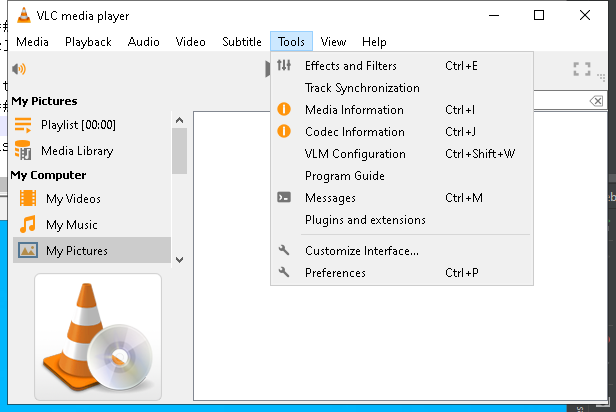 VLC media player
Media Playback Audio Video Subtitle Tools View Help
Effects and Filters Ctrl+E
Track Synchronization
Media Information Ctrl+I
Codec Information Ctrl+J
VLM Configuration Ctrl+Shift+W
Program Guide
Messages Ctrl+M
Plugins and extensions
Customize Interface...
Preferences Ctrl+P
My Pictures
Playlist [00:00]
Media Library
My Computer
My Videos
My Music
My Pictures